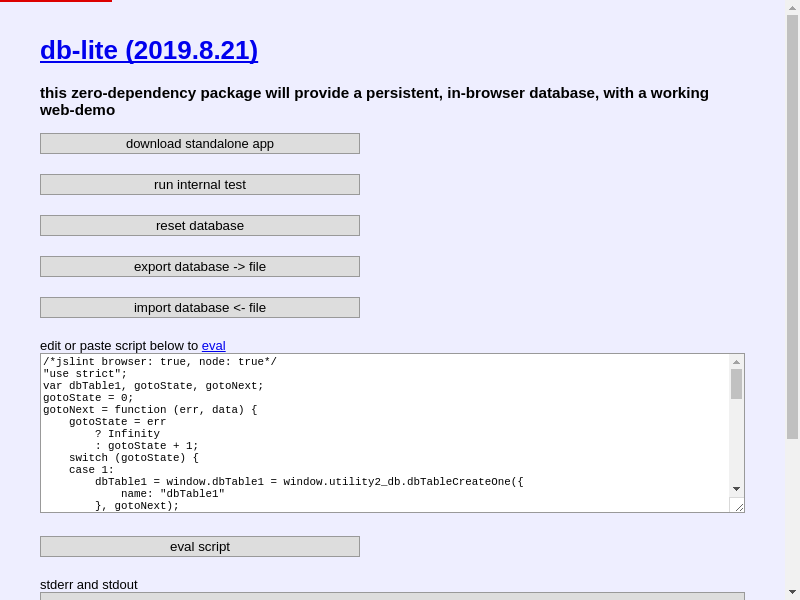 db-lite (2019.8.21)
this zero-dependency package will provide a persistent, in-browser database, with a working
web-demo
download standalone app
run internal test
reset database
export database -> file
import database <- file
edit or paste script below to eval
/*jslint browser: true, node: true*/
"use strict";
var dbTable1, gotoState, gotoNext;
gotoState = 0;
gotoNext = function (err, data) {
    gotoState = err
        ? Infinity
        : gotoState + 1;
    switch (gotoState) {
    case 1:
        dbTable1 = window.dbTable1 = window.utility2_db.dbTableCreateOne({
            name: "dbTable1"
        }, gotoNext);
eval script
stderr and stdout